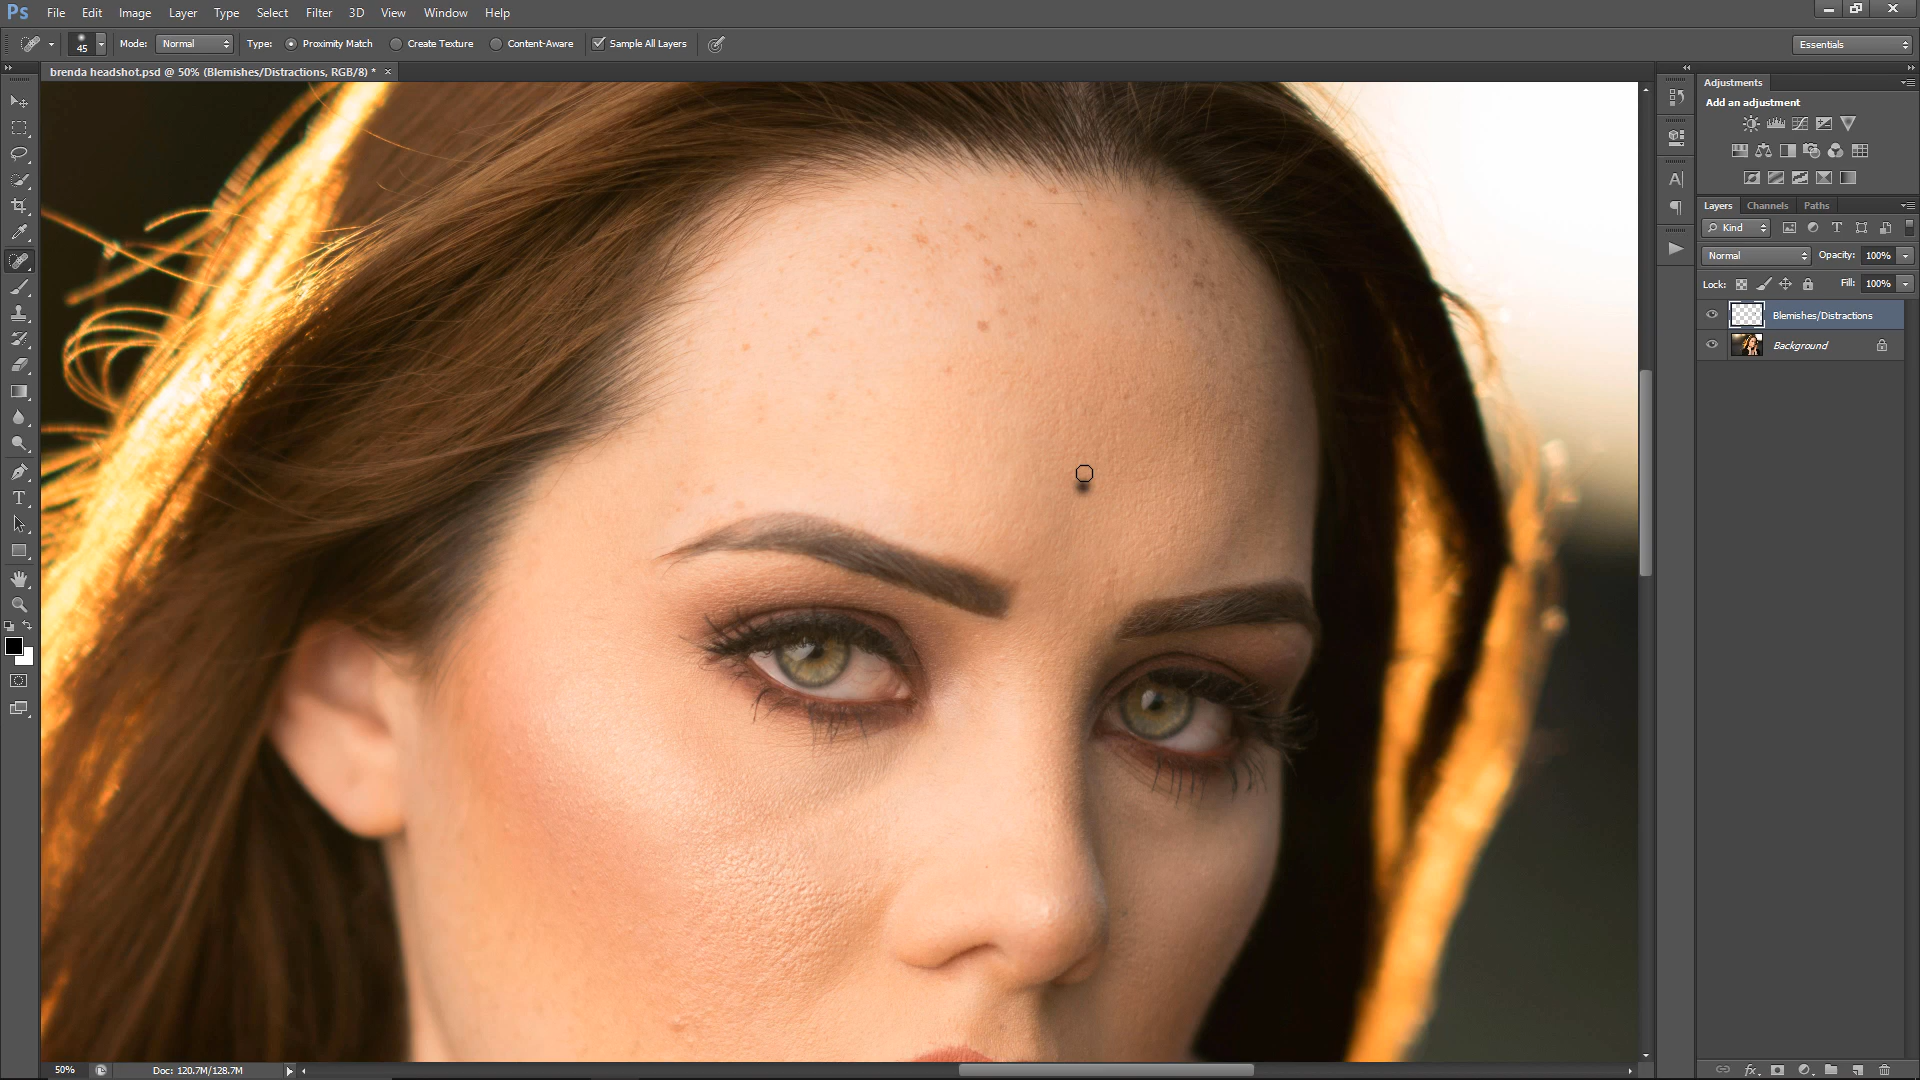 Ps File Edit Image Layer Type Select Filter 3D View Window Help
45 Mode: Normal Type: Proximity Match Create Texture Content-Aware Sample All Layers Essentials
brenda headshot.psd @ 50% (Blemishes/Distractions, RGB/8) * ×
Adjustments
Add an adjustment
Layers Channels Paths
Kind
Normal Opacity: 100%
Lock: Fill: 100%
Blemishes/Distractions
Background
50% Doc: 120.7M/128.7M
fx